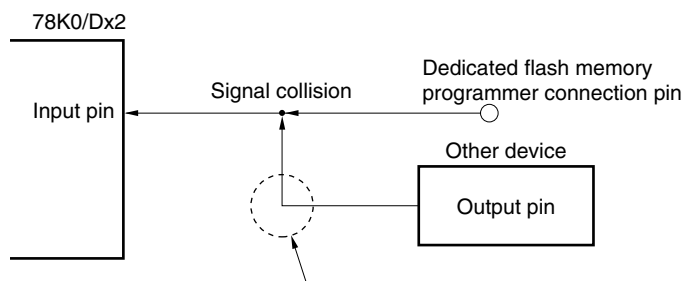 78K0/Dx2
Input pin
Signal collision
Dedicated flash memory
programmer connection pin
Other device
Output pin